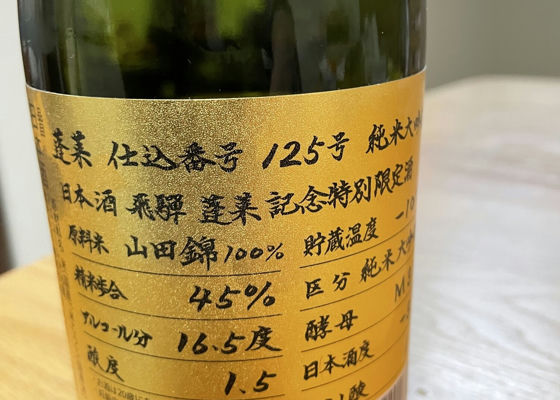 蓬莱 仕込番号 125号 純米大吟
日本酒 飛騨 蓬莱 記念特別限定酒
原料米 山田錦100%
精米歩合 45%
アルコール分 16.5度
酸度 1.5
貯蔵温度 -10
区分 純米大吟
酵母 M
日本酒度 -